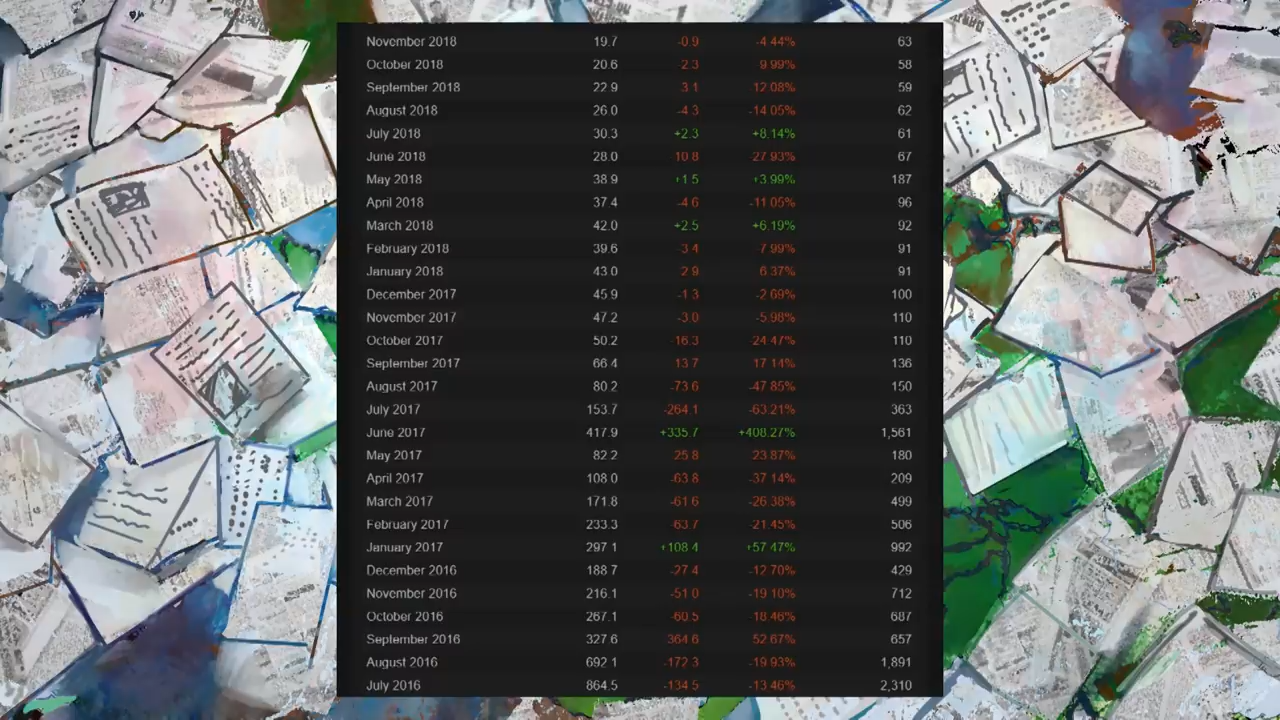 November 2018 19.7 -0.9 -4.44% 63
October 2018 20.6 -2.3 -9.99% 58
September 2018 22.9 -3.1 -12.08% 59
August 2018 26.0 -4.3 -14.05% 62
July 2018 30.3 +2.3 +8.14% 61
June 2018 28.0 -10.8 -27.93% 67
May 2018 38.9 +1.5 +3.99% 187
April 2018 37.4 -4.6 -11.05% 96
March 2018 42.0 +2.5 +6.19% 92
February 2018 39.6 -3.4 -7.99% 91
January 2018 43.0 -2.9 -6.37% 91
December 2017 45.9 -1.3 -2.69% 100
November 2017 47.2 -3.0 -5.98% 110
October 2017 50.2 -16.3 -24.47% 110
September 2017 66.4 -13.7 -17.14% 136
August 2017 80.2 -73.6 -47.85% 150
July 2017 153.7 -264.1 -63.21% 363
June 2017 417.9 +335.7 +408.27% 1,561
May 2017 82.2 -25.8 -23.87% 180
April 2017 108.0 -63.8 -37.14% 209
March 2017 171.8 -61.6 -26.38% 499
February 2017 233.3 -63.7 -21.45% 506
January 2017 297.1 +108.4 +57.47% 992
December 2016 188.7 -27.4 -12.70% 429
November 2016 216.1 -51.0 -19.10% 712
October 2016 267.1 -60.5 -18.46% 687
September 2016 327.6 -364.6 -52.67% 657
August 2016 692.1 -172.3 -19.93% 1,891
July 2016 864.5 -134.5 -13.46% 2,310